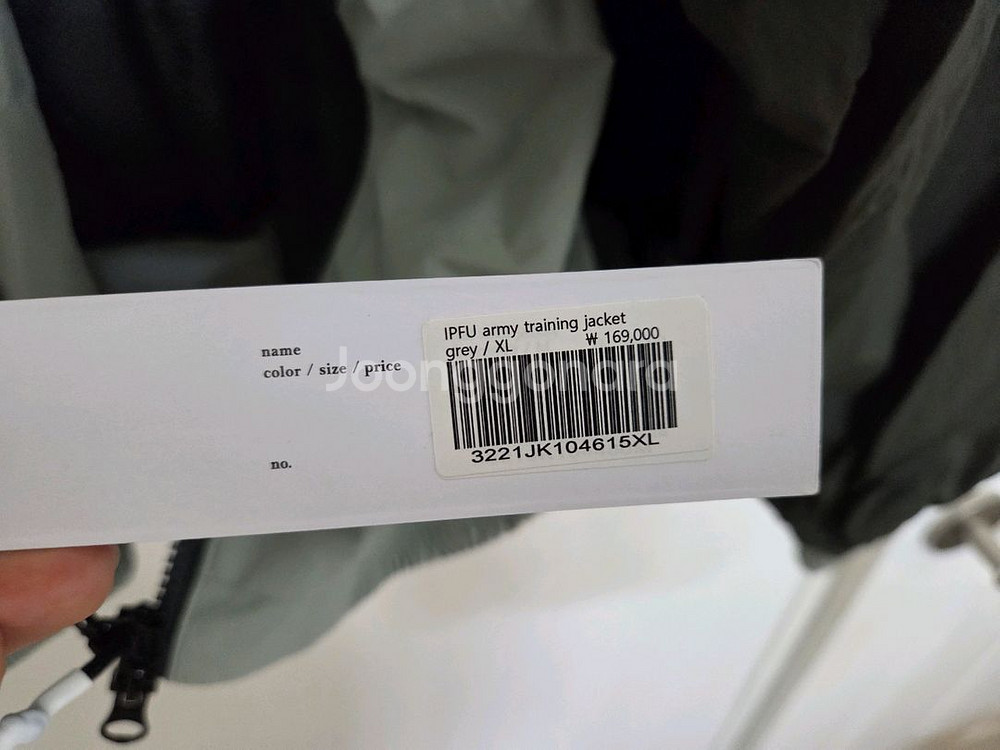 IPFU army training jacket
name
grey / XL ₩ 169,000
color / size / price
Joonggonara
3221JK104615XL
no.